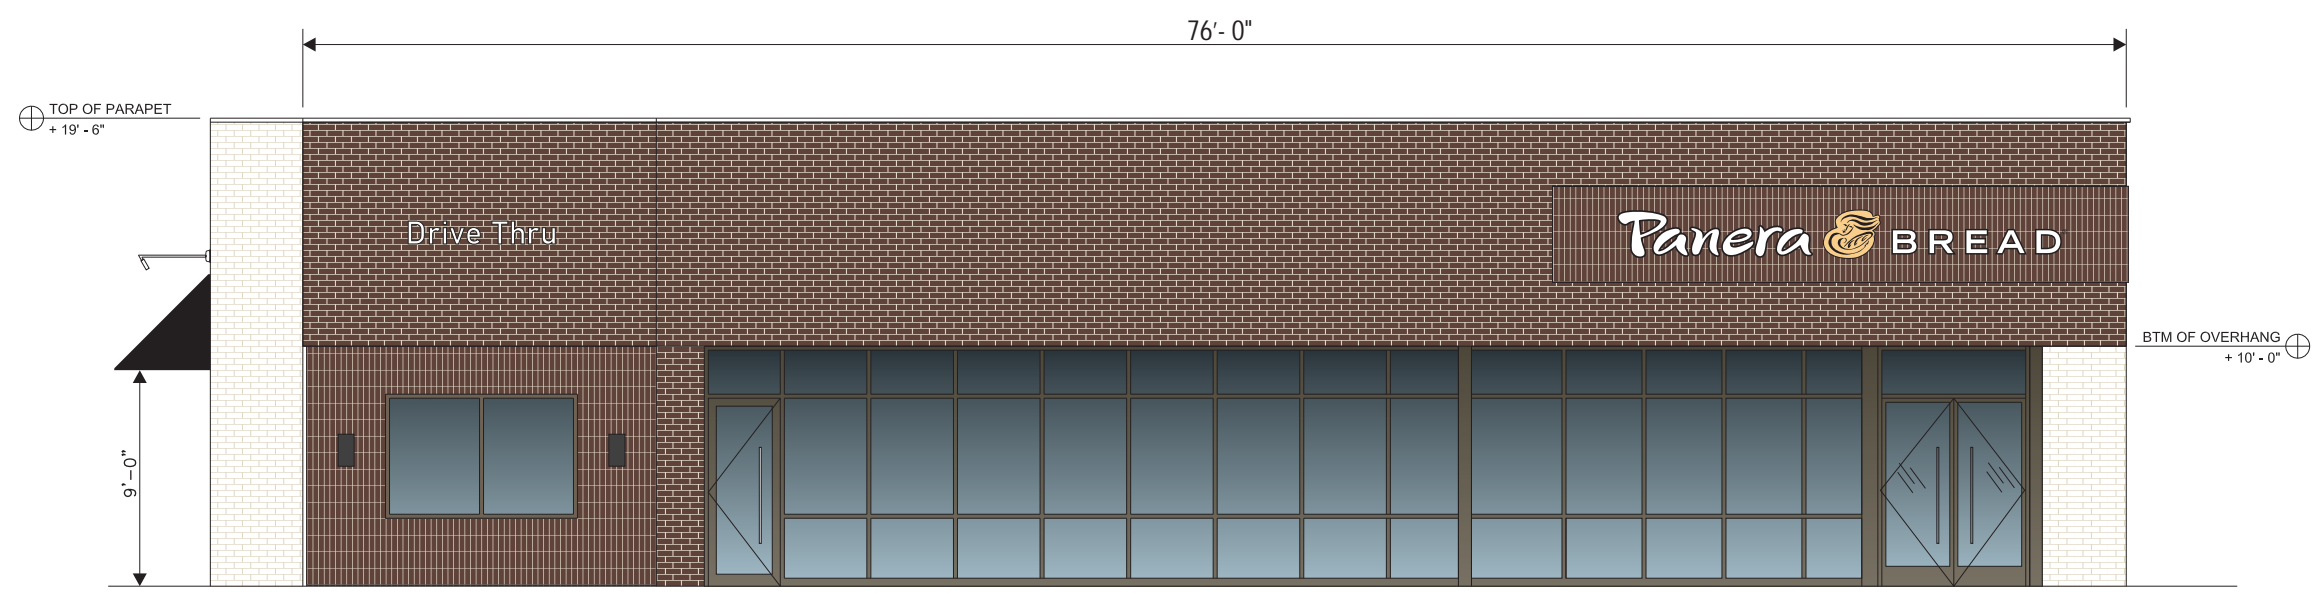 76'- 0"
TOP OF PARAPET
+ 19' - 6"
Drive Thru
Panera BREAD
BTM OF OVERHANG
+ 10' - 0"
9'-0"